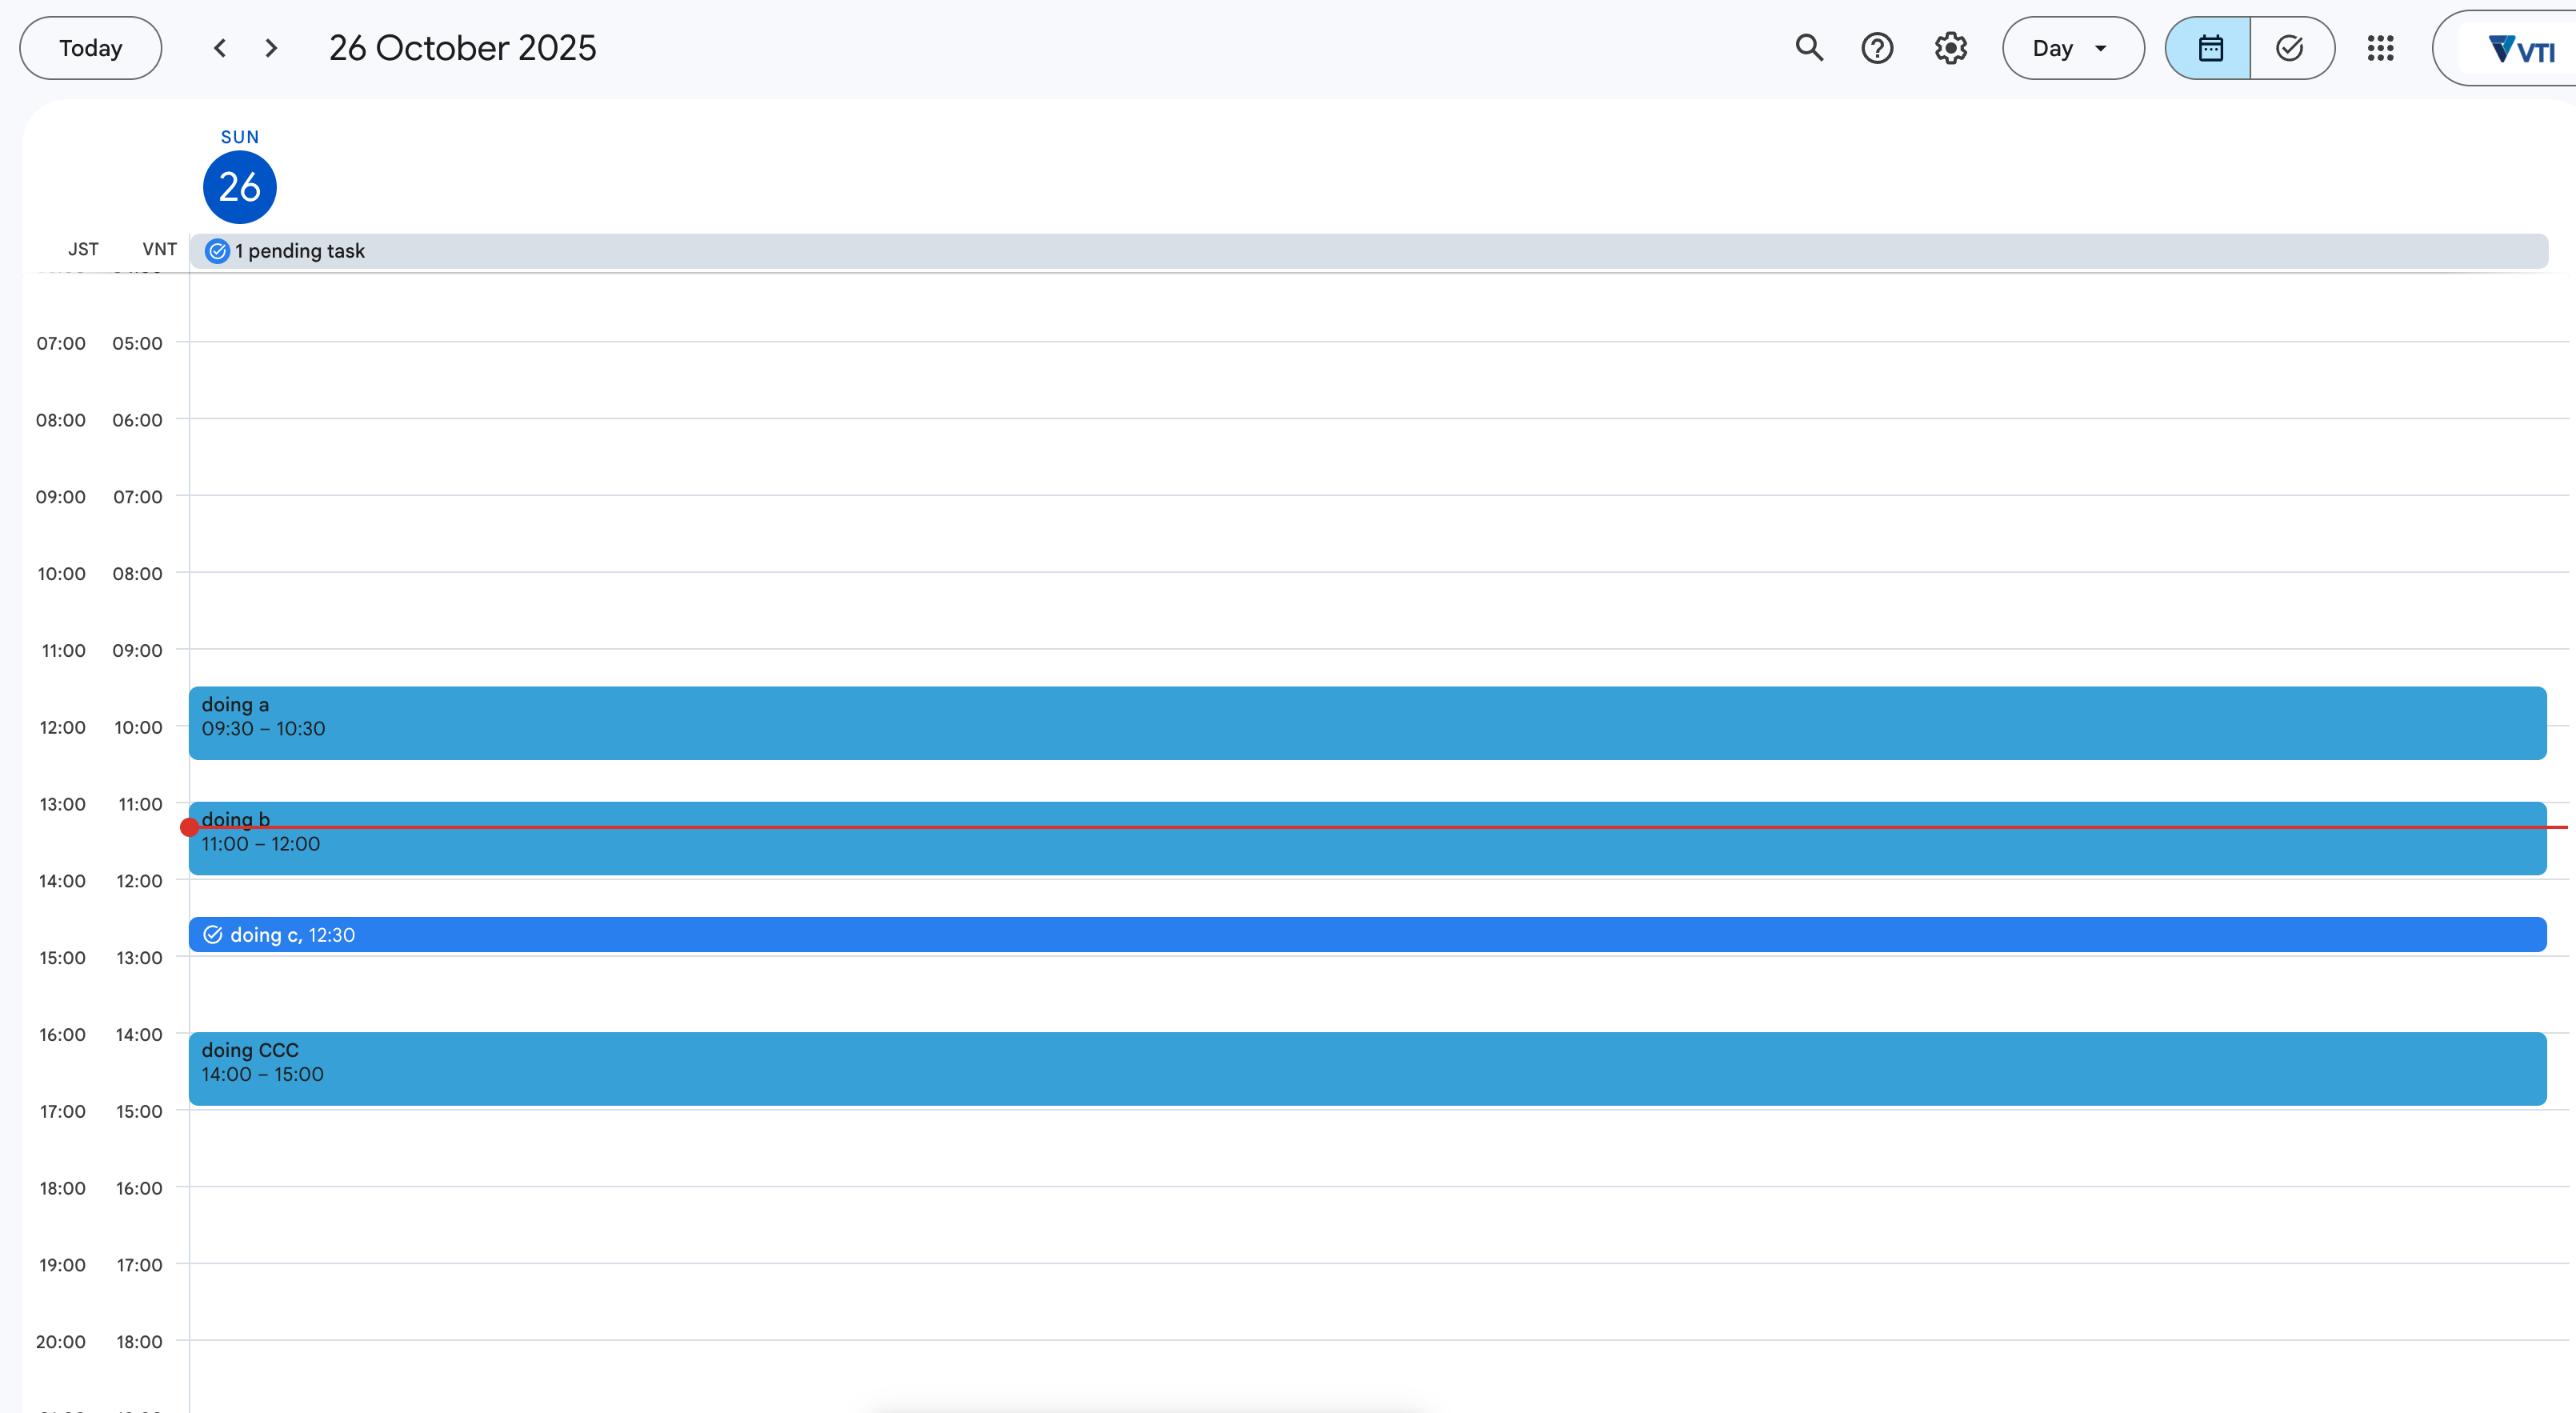 Today
26 October 2025
Day
VTI
SUN
26
JST VNT
1 pending task
07:00 05:00
08:00 06:00
09:00 07:00
10:00 08:00
11:00 09:00
doing a
09:30 – 10:30
12:00 10:00
13:00 11:00
doing b
11:00 – 12:00
14:00 12:00
doing c, 12:30
15:00 13:00
16:00 14:00
doing CCC
14:00 – 15:00
17:00 15:00
18:00 16:00
19:00 17:00
20:00 18:00